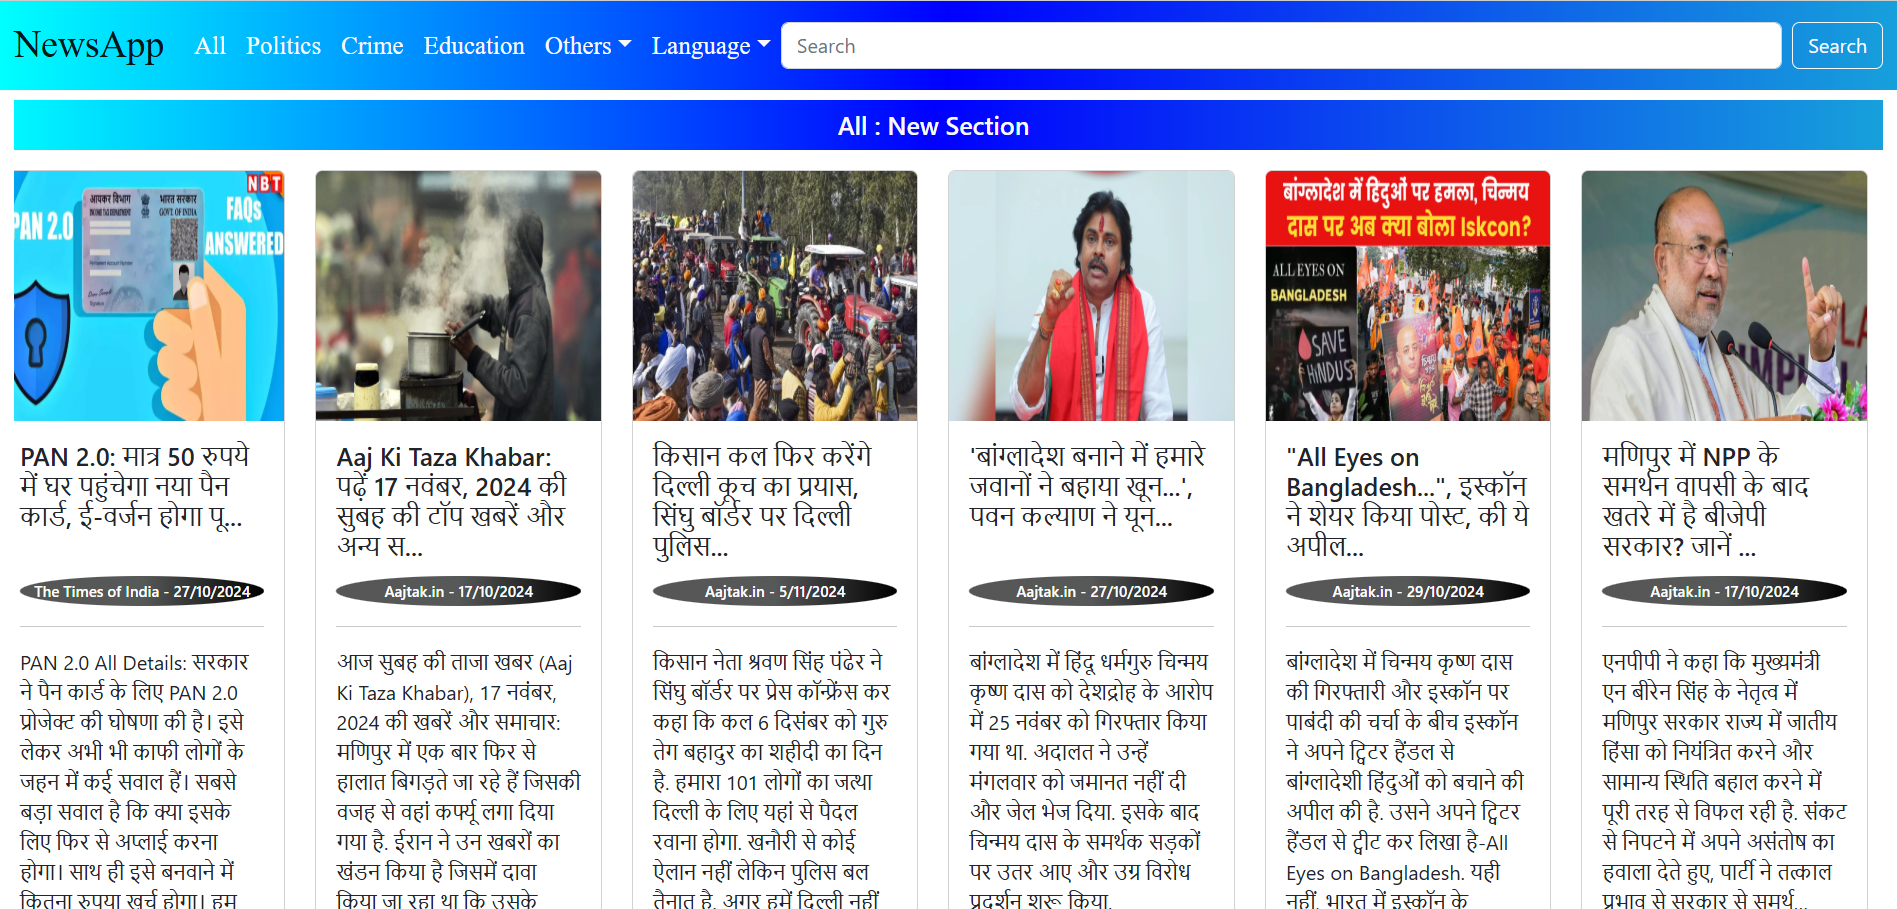 NewsApp All Politics Crime Education Others Language Search Search
All : New Section
NBT
PAN 2.0
FAQs
ANSWERED
आयकर विभाग
INCOME TAX DEPARTMENT
भारत सरकार
GOVT. OF INDIA
Permanent Account Number
PAN 2.0: मात्र 50 रुपये
में घर पहुंचेगा नया पैन
कार्ड, ई-वर्जन होगा पू...
The Times of India - 27/10/2024
PAN 2.0 All Details: सरकार
ने पैन कार्ड के लिए PAN 2.0
प्रोजेक्ट की घोषणा की है। इसे
लेकर अभी भी काफी लोगों के
जहन में कई सवाल हैं। सबसे
बड़ा सवाल है कि क्या इसके
लिए फिर से अप्लाई करना
होगा। साथ ही इसे बनवाने में
कितना रुपया खर्च होगा। हम
Aaj Ki Taza Khabar:
पढ़ें 17 नवंबर, 2024 की
सुबह की टॉप खबरें और
अन्य स...
Aajtak.in - 17/10/2024
आज सुबह की ताजा खबर (Aaj
Ki Taza Khabar), 17 नवंबर,
2024 की खबरें और समाचार:
मणिपुर में एक बार फिर से
हालात बिगड़ते जा रहे हैं जिसकी
वजह से वहां कर्फ्यू लगा दिया
गया है. ईरान ने उन खबरों का
खंडन किया है जिसमें दावा
किया जा रहा था कि उसके
किसान कल फिर करेंगे
दिल्ली कूच का प्रयास,
सिंघु बॉर्डर पर दिल्ली
पुलिस...
Aajtak.in - 5/11/2024
किसान नेता श्रवण सिंह पंढेर ने
सिंघु बॉर्डर पर प्रेस कॉन्फ्रेंस कर
कहा कि कल 6 दिसंबर को गुरु
तेग बहादुर का शहीदी का दिन
है. हमारा 101 लोगों का जत्था
दिल्ली के लिए यहां से पैदल
रवाना होगा. खनौरी से कोई
ऐलान नहीं लेकिन पुलिस बल
तैनात है. अगर हमें दिल्ली नहीं
'बांग्लादेश बनाने में हमारे
जवानों ने बहाया खून...',
पवन कल्याण ने यून...
Aajtak.in - 27/10/2024
बांग्लादेश में हिंदू धर्मगुरु चिन्मय
कृष्ण दास को देशद्रोह के आरोप
में 25 नवंबर को गिरफ्तार किया
गया था. अदालत ने उन्हें
मंगलवार को जमानत नहीं दी
और जेल भेज दिया. इसके बाद
चिन्मय दास के समर्थक सड़कों
पर उतर आए और उग्र विरोध
प्रदर्शन शुरू किया.
बांग्लादेश में हिंदुओं पर हमला, चिन्मय
दास पर अब क्या बोला Iskcon?
ALL EYES ON
BANGLADESH
SAVE
HiNDUS
"All Eyes on
Bangladesh...", इस्कॉन
ने शेयर किया पोस्ट, की ये
अपील...
Aajtak.in - 29/10/2024
बांग्लादेश में चिन्मय कृष्ण दास
की गिरफ्तारी और इस्कॉन पर
पाबंदी की चर्चा के बीच इस्कॉन
ने अपने ट्विटर हैंडल से
बांग्लादेशी हिंदुओं को बचाने की
अपील की है. उसने अपने ट्विटर
हैंडल से ट्वीट कर लिखा है-All
Eyes on Bangladesh. यही
नहीं. भारत में इस्कॉन के
मणिपुर में NPP के
समर्थन वापसी के बाद
खतरे में है बीजेपी
सरकार? जानें ...
Aajtak.in - 17/10/2024
एनपीपी ने कहा कि मुख्यमंत्री
एन बीरेन सिंह के नेतृत्व में
मणिपुर सरकार राज्य में जातीय
हिंसा को नियंत्रित करने और
सामान्य स्थिति बहाल करने में
पूरी तरह से विफल रही है. संकट
से निपटने में अपने असंतोष का
हवाला देते हुए, पार्टी ने तत्काल
प्रभाव से सरकार से समर्थ...